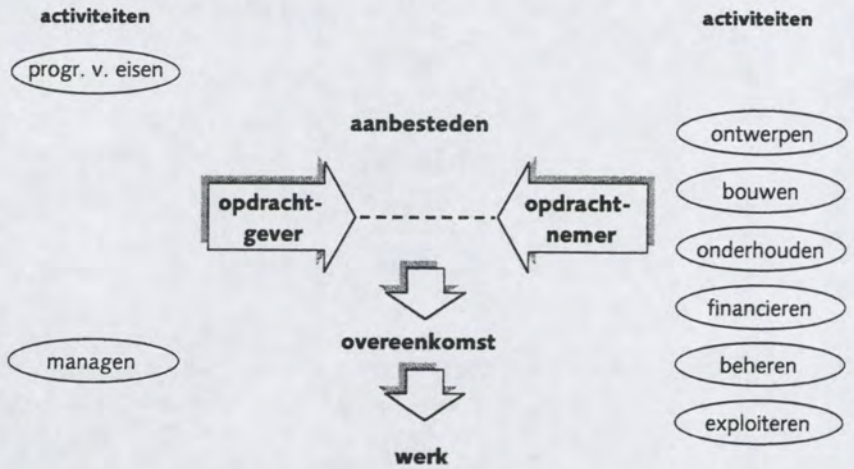 activiteiten
activiteiten
progr. v. eisen
aanbesteden
ontwerpen
opdracht-
gever
opdracht-
nemer
bouwen
onderhouden
financieren
overeenkomst
managen
beheren
exploiteren
werk